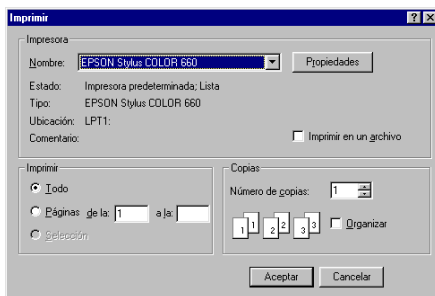 Imprimir
Impresora
Nombre: EPSON Stylus COLOR 660 Propiedades
Estado: Impresora predeterminada; Lista
Tipo: EPSON Stylus COLOR 660
Ubicación: LPT1:
Comentario: Imprimir en un archivo
Imprimir
Todo
Páginas de la: 1 a la:
Selección
Copias
Número de copias: 1
1 1 2 2 3 3 Organizar
Aceptar Cancelar